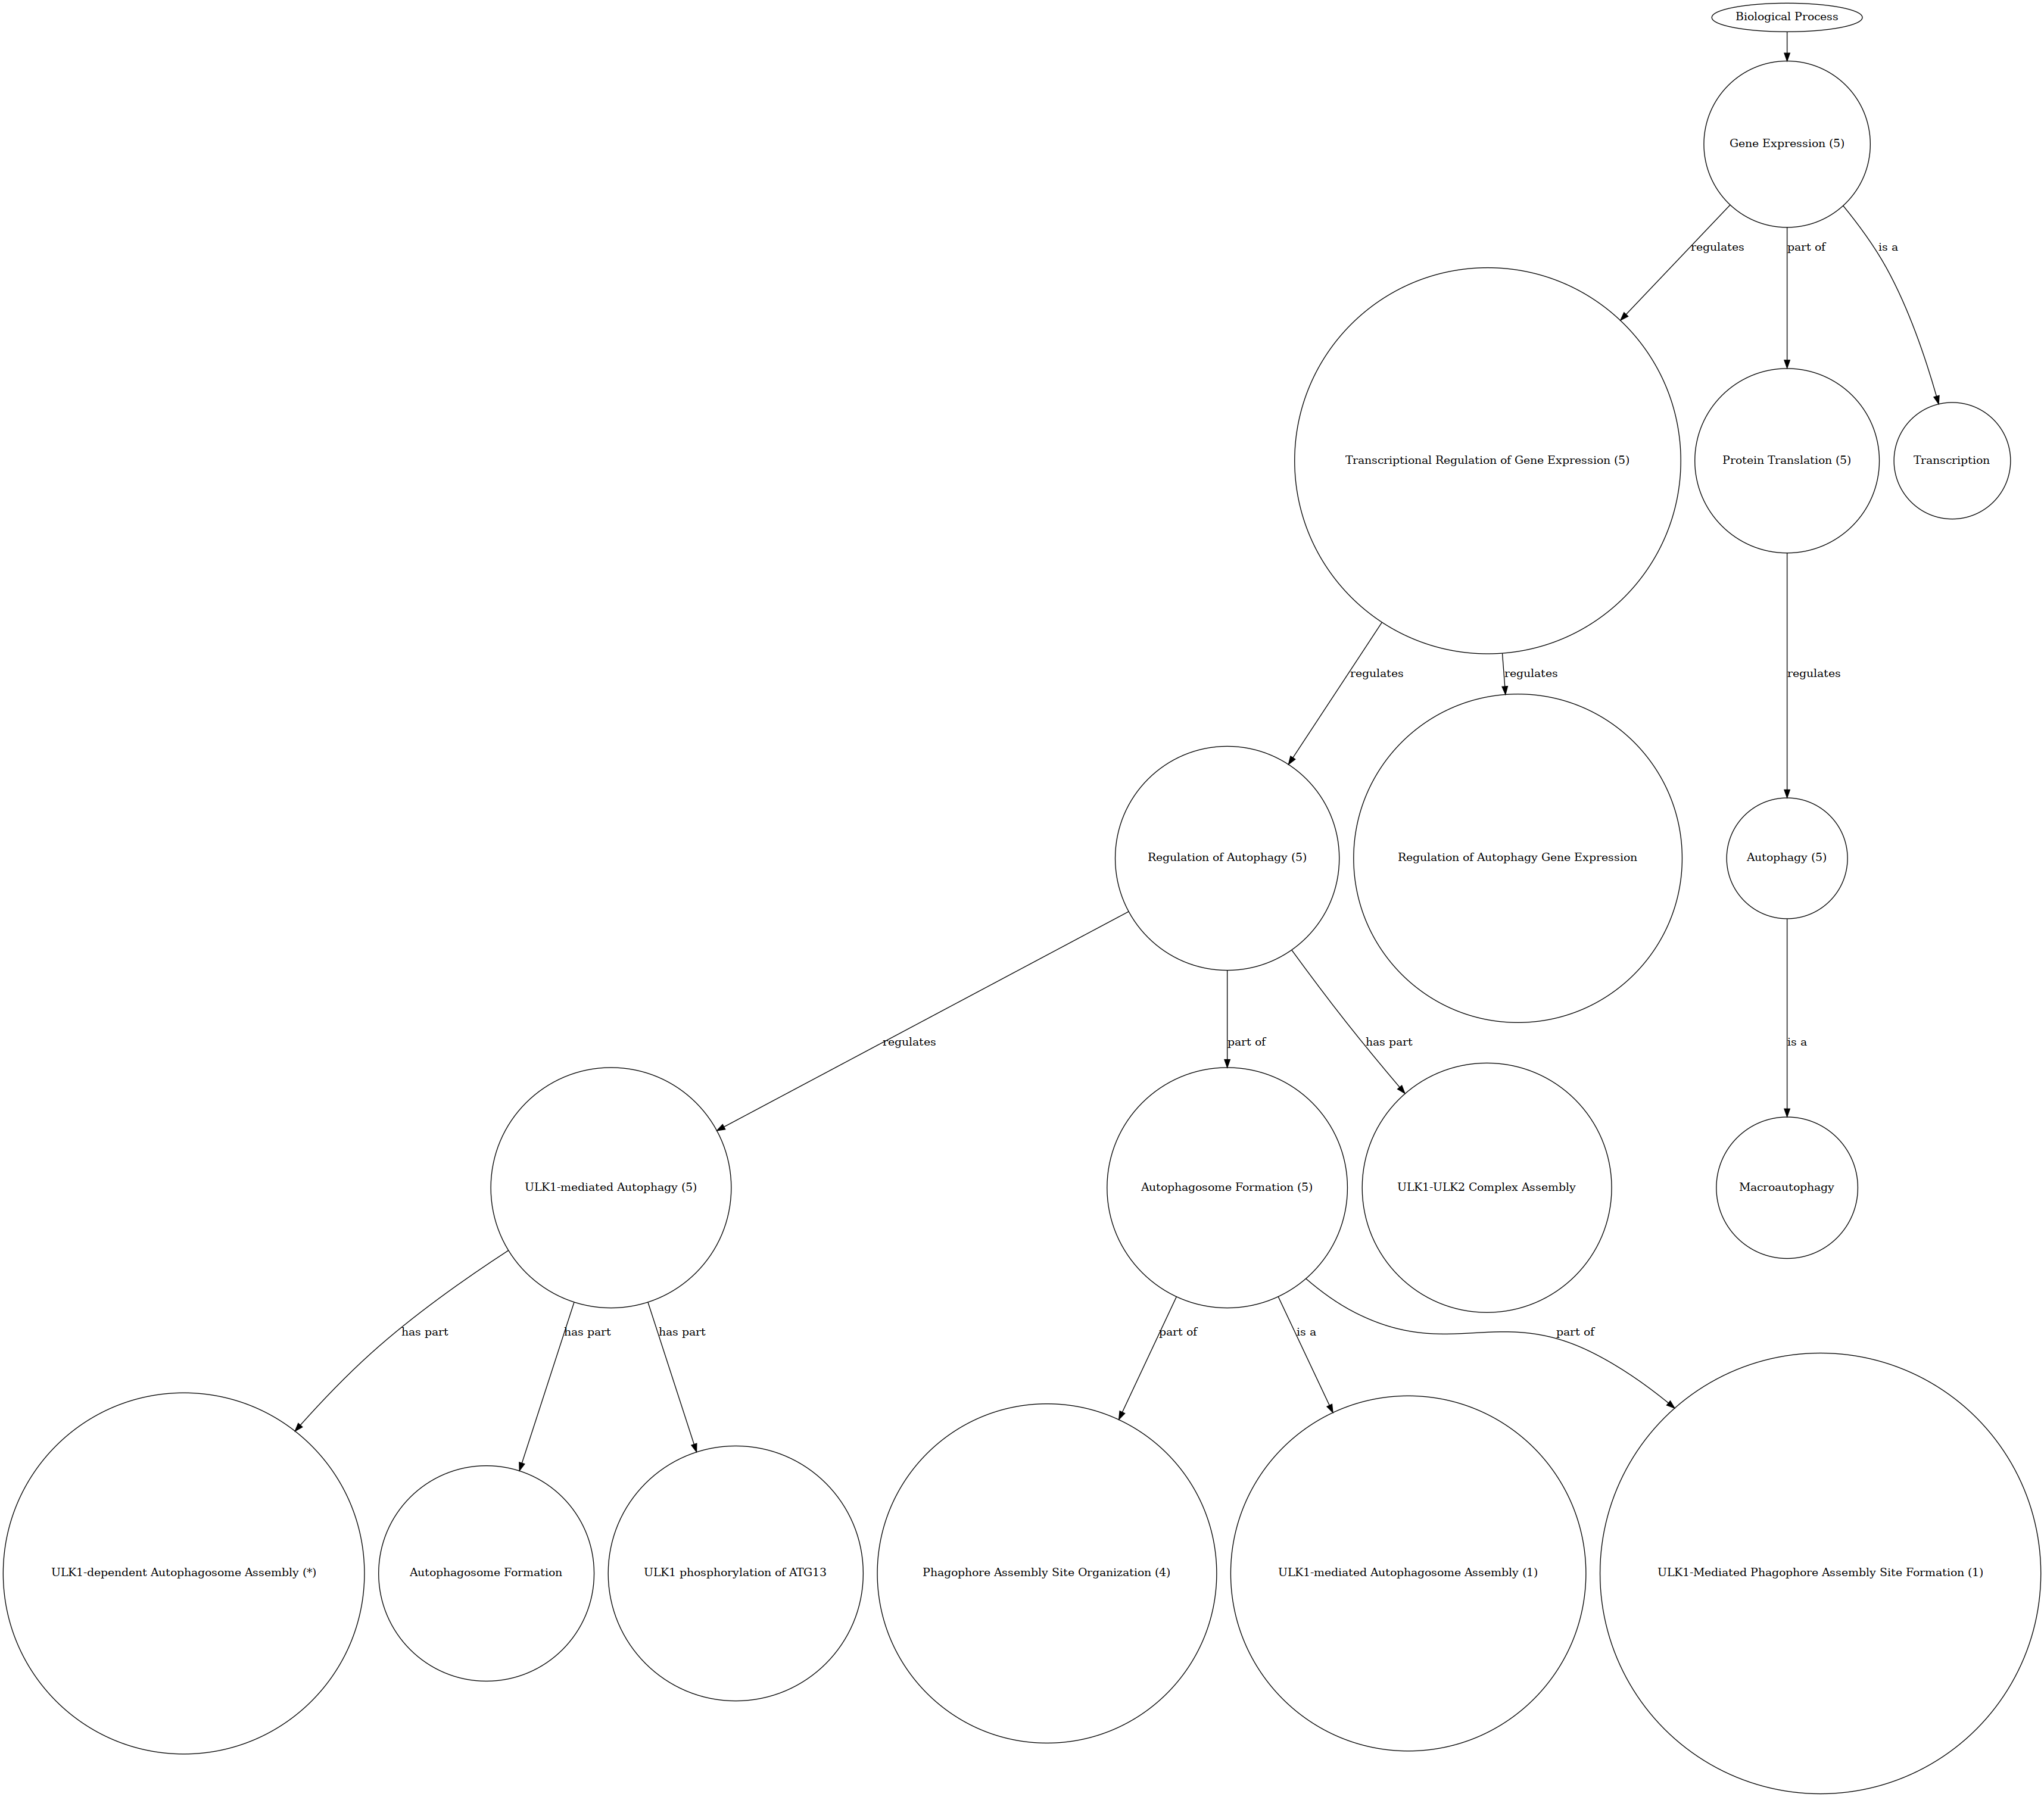 Biological Process
Gene Expression (5)
regulates
part of
is a
Transcriptional Regulation of Gene Expression (5)
Protein Translation (5)
Transcription
regulates
regulates
regulates
Regulation of Autophagy (5)
Regulation of Autophagy Gene Expression
Autophagy (5)
regulates
part of
has part
is a
ULK1-mediated Autophagy (5)
Autophagosome Formation (5)
ULK1-ULK2 Complex Assembly
Macroautophagy
has part
has part
has part
part of
is a
part of
ULK1-dependent Autophagosome Assembly (*)
Autophagosome Formation
ULK1 phosphorylation of ATG13
Phagophore Assembly Site Organization (4)
ULK1-mediated Autophagosome Assembly (1)
ULK1-Mediated Phagophore Assembly Site Formation (1)